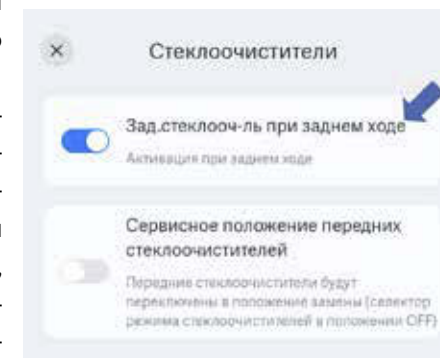 Стеклоочистители
Зад.стеклооч-ль при заднем ходе
Активация при заднем ходе
Сервисное положение передних
стеклоочистителей
Передние стеклоочистители будут
переключены в положение замены (селектор
режима стеклоочистителей в положении OFF)